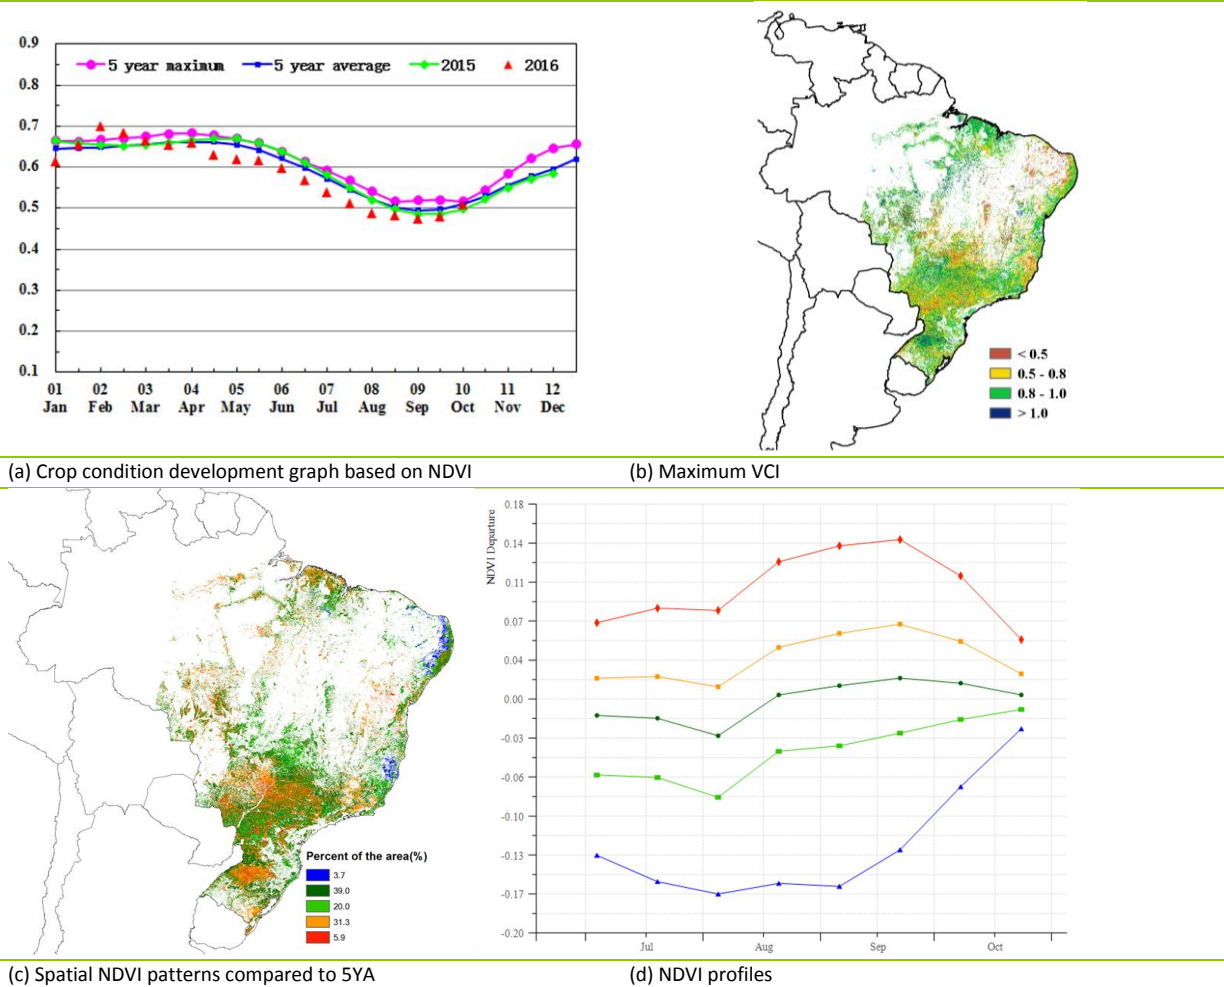 0.9
0.8
0.7
0.6
0.5
0.4
0.3
0.2
0.1
5 year maximum 5 year average 2015 2016
01 02 03 04 05 06 07 08 09 10 11 12
Jan Feb Mar Apr May Jun Jul Aug Sep Oct Nov Dec
< 0.5
0.5 - 0.8
0.8 - 1.0
> 1.0
(a) Crop condition development graph based on NDVI (b) Maximum VCI
Percent of the area(%)
3.7
39.0
20.0
31.3
5.9
NDVI Departure
0.18
0.14
0.11
0.07
0.04
0.00
-0.03
-0.06
-0.10
-0.13
-0.17
-0.20
Jul Aug Sep Oct
(c) Spatial NDVI patterns compared to 5YA (d) NDVI profiles